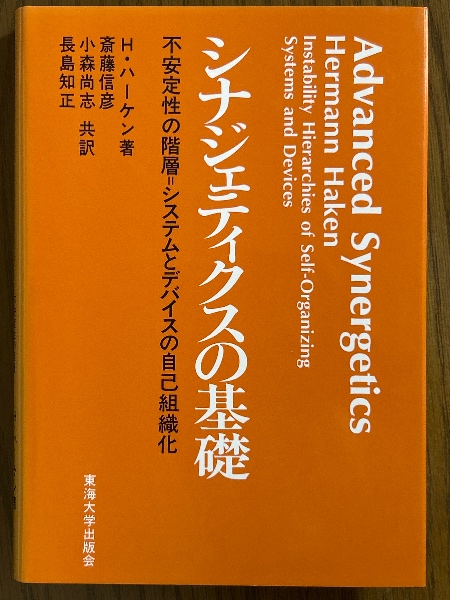 Advanced Synergetics
Hermann Haken
Instability Hierarchies of Self-Organizing
Systems and Devices
シナジェティクスの基礎
不安定性の階層=システムとデバイスの自己組織化
H・ハーケン著
斎藤信彦
小森尚志 共訳
長島知正
東海大学出版会